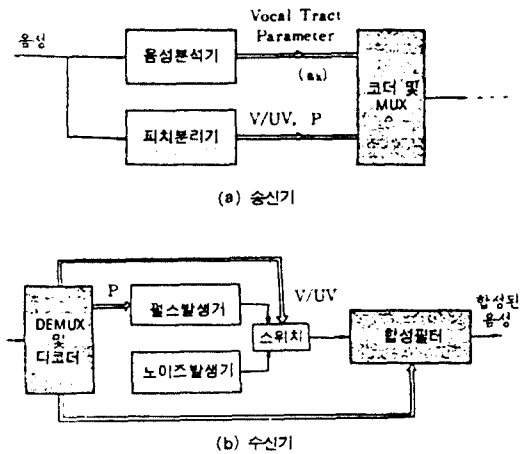 Vocal Tract
Parameter
음성
음성분석기
(aₖ)
코더 및
MUX
피치분리기
V/UV, P
(a) 송신기
P
V/UV
DEMUX
및
디코더
펄스발생기
스위치
노이즈발생기
합성필터
합성된
음성
(b) 수신기